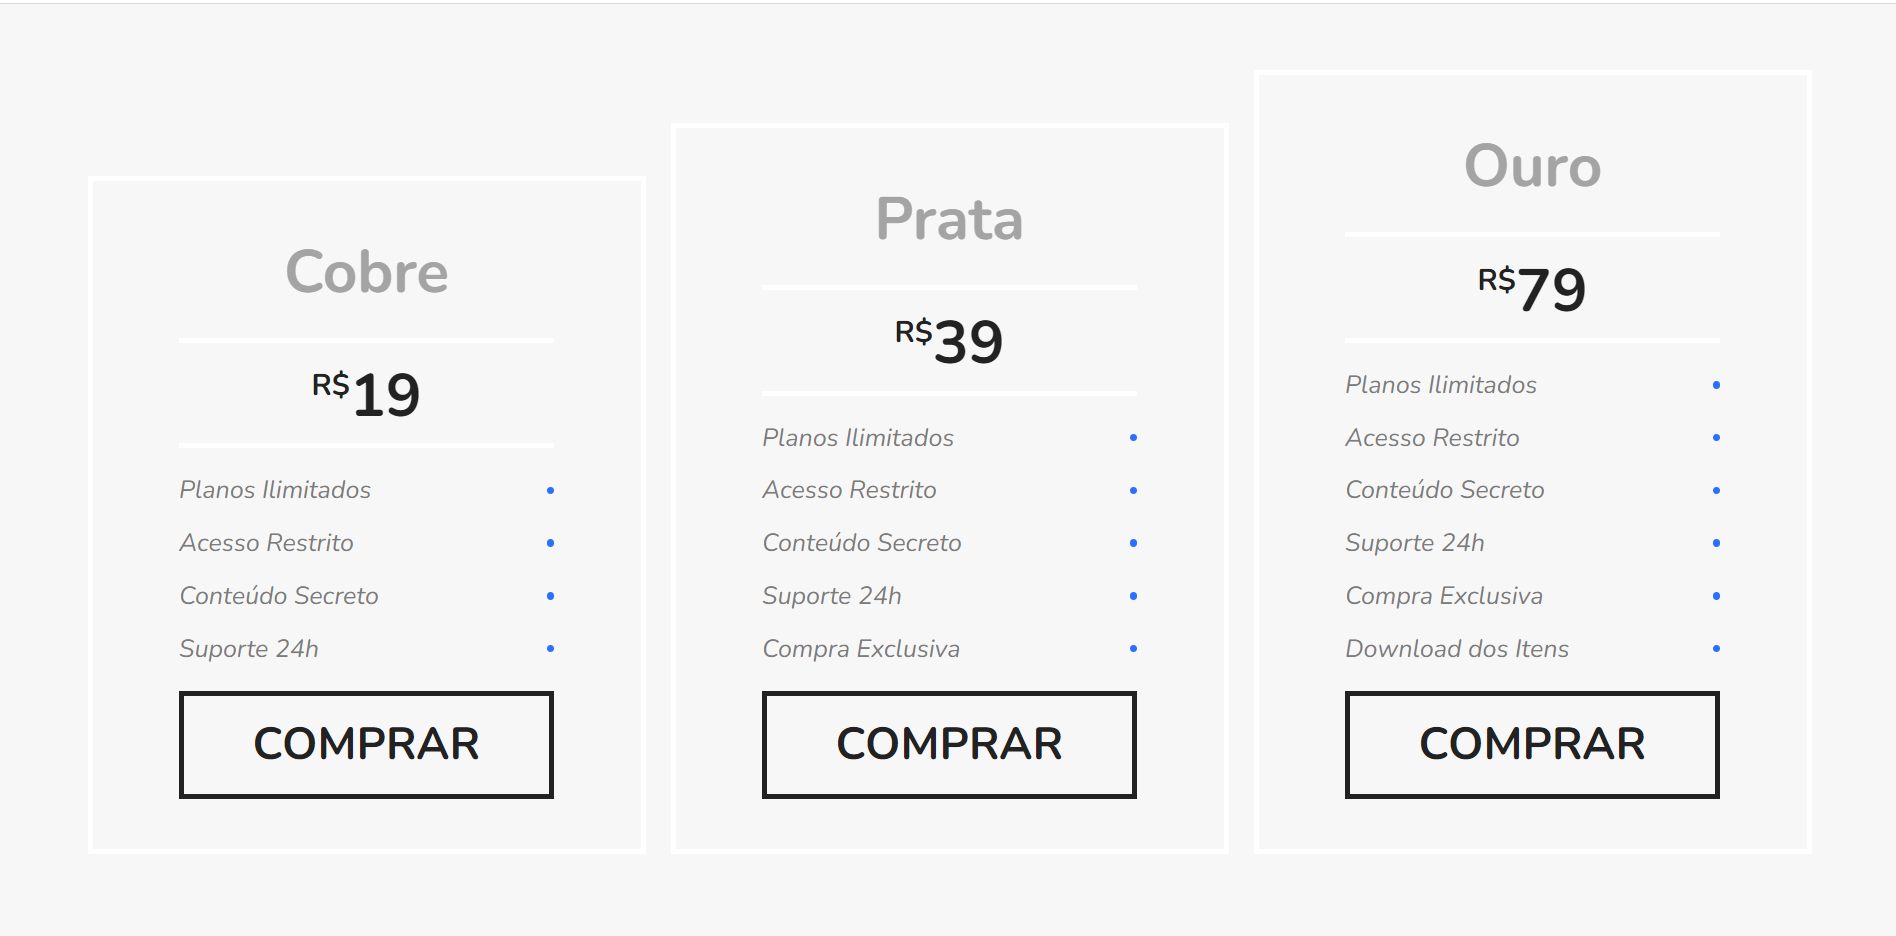 Cobre
R$19
Planos Ilimitados
Acesso Restrito
Conteúdo Secreto
Suporte 24h
COMPRAR
Prata
R$39
Planos Ilimitados
Acesso Restrito
Conteúdo Secreto
Suporte 24h
Compra Exclusiva
COMPRAR
Ouro
R$79
Planos Ilimitados
Acesso Restrito
Conteúdo Secreto
Suporte 24h
Compra Exclusiva
Download dos Itens
COMPRAR